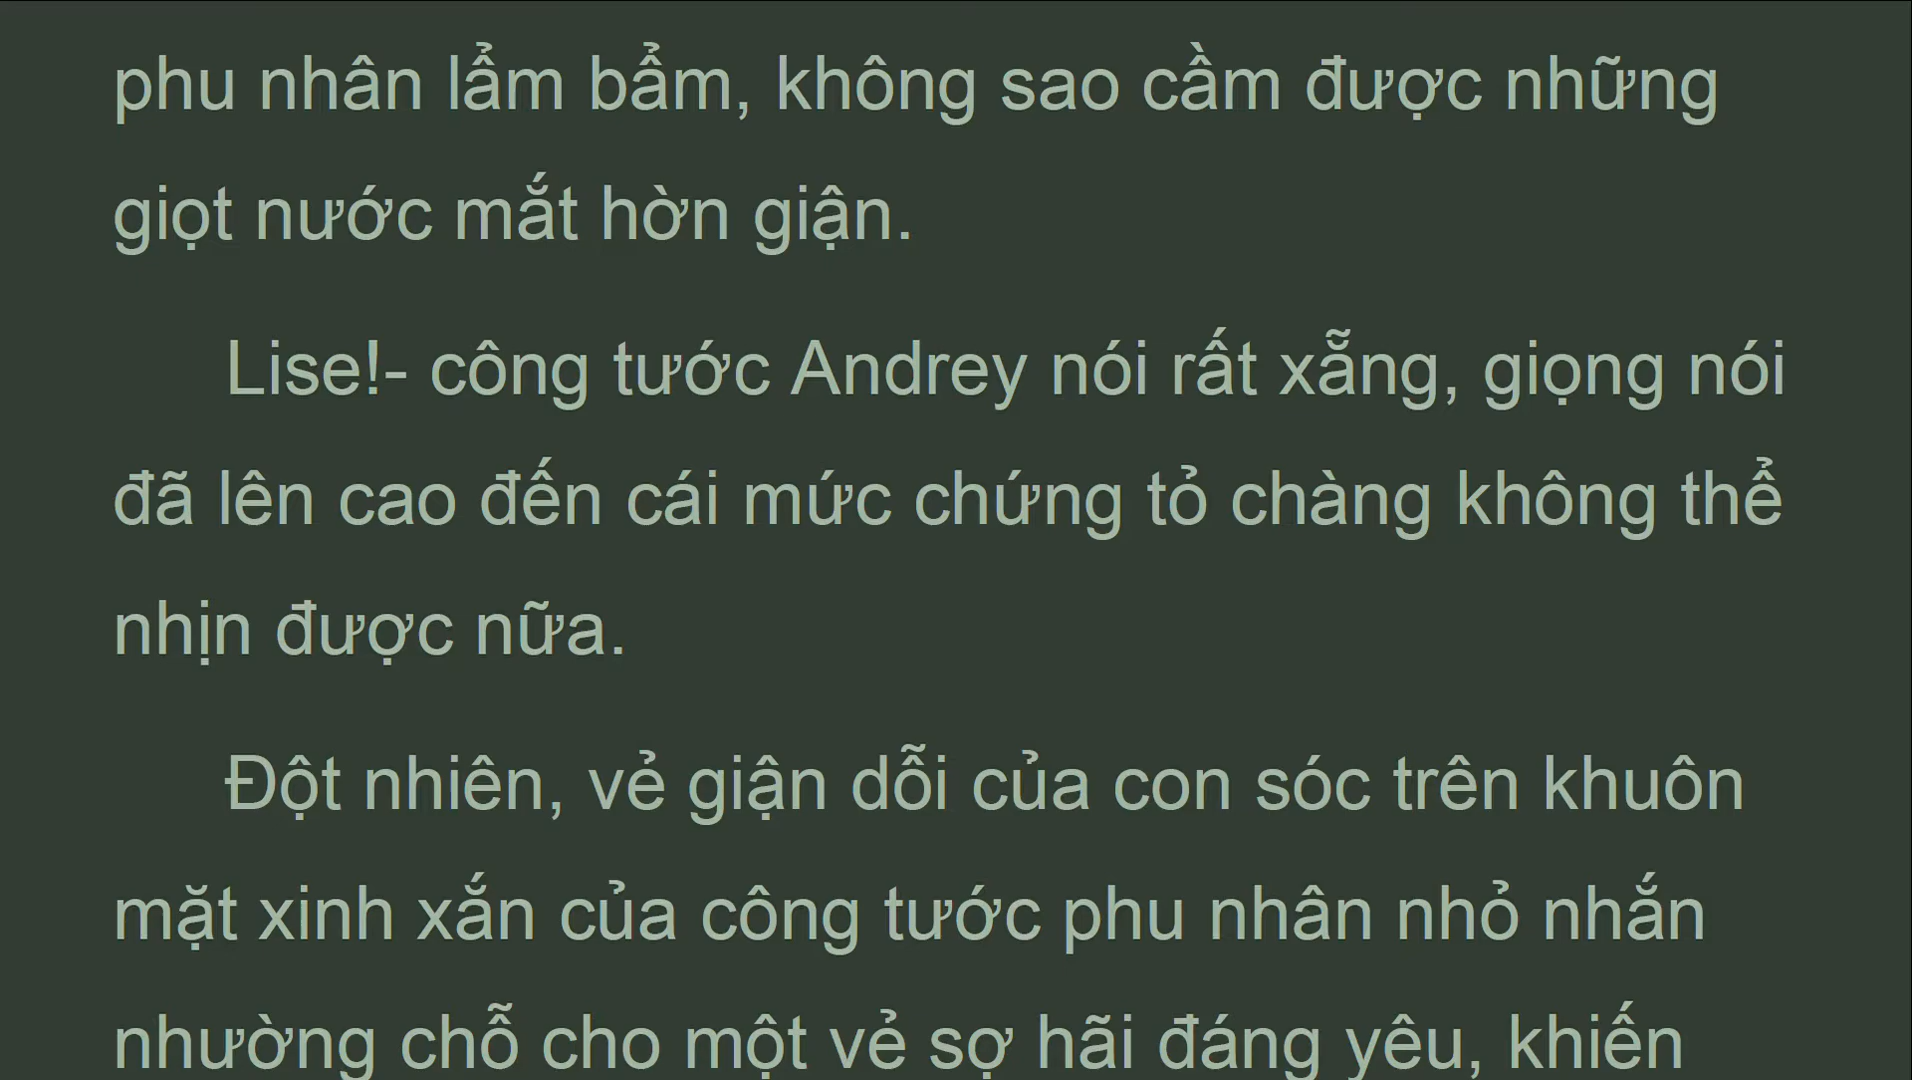 phu nhân lẩm bẩm, không sao cầm được những
giọt nước mắt hờn giận.
Lise!- công tước Andrey nói rất xẵng, giọng nói
đã lên cao đến cái mức chứng tỏ chàng không thể
nhịn được nữa.
Đột nhiên, vẻ giận dỗi của con sóc trên khuôn
mặt xinh xắn của công tước phu nhân nhỏ nhắn
nhường chỗ cho một vẻ sợ hãi đáng yêu, khiến